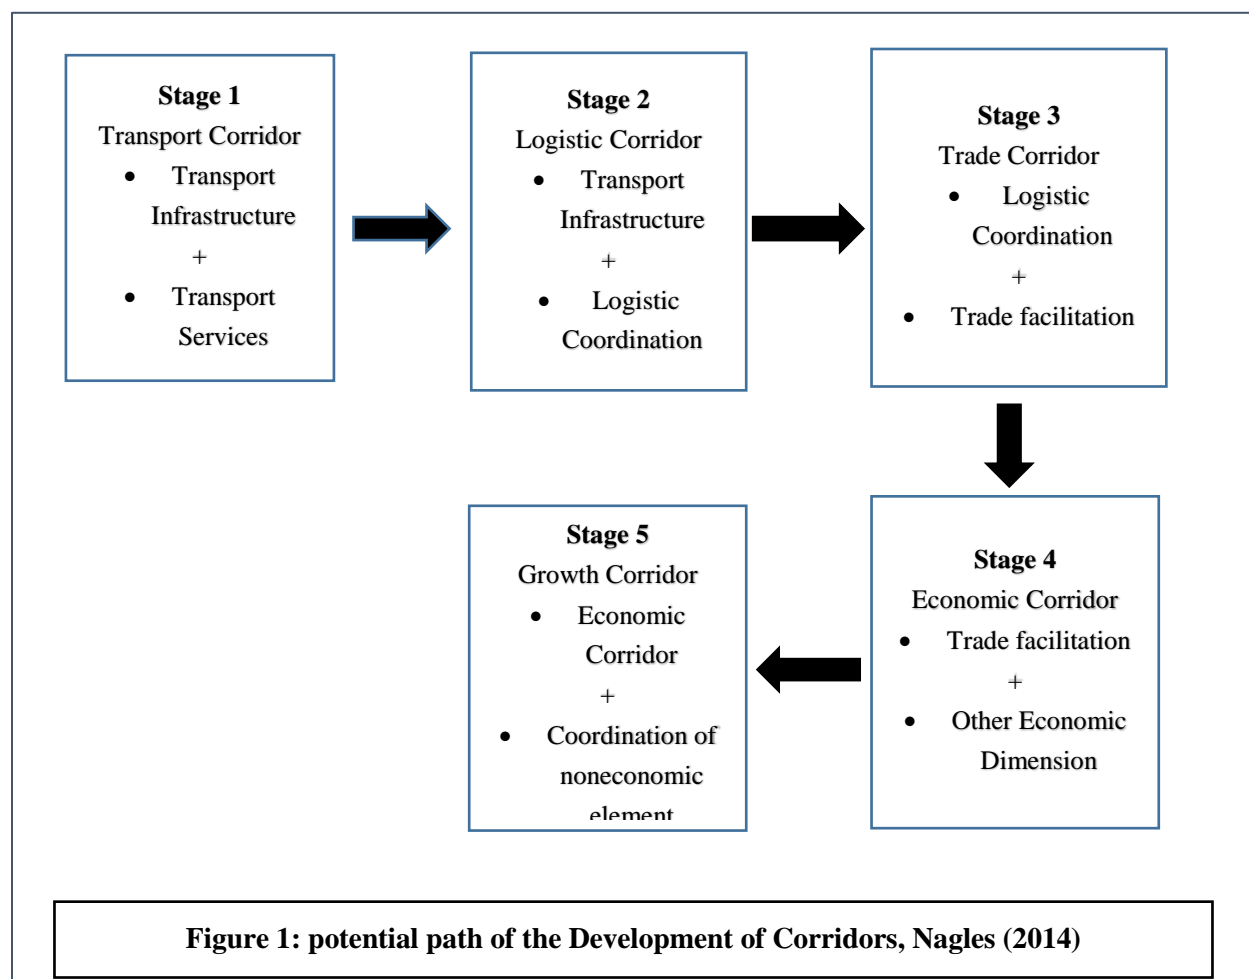 Stage 1
Transport Corridor
• Transport
Infrastructure
+
• Transport
Services
Stage 2
Logistic Corridor
• Transport
Infrastructure
+
• Logistic
Coordination
Stage 3
Trade Corridor
• Logistic
Coordination
+
• Trade facilitation
Stage 4
Economic Corridor
• Trade facilitation
+
• Other Economic
Dimension
Stage 5
Growth Corridor
• Economic
Corridor
+
• Coordination of
noneconomic
element
Figure 1: potential path of the Development of Corridors, Nagles (2014)